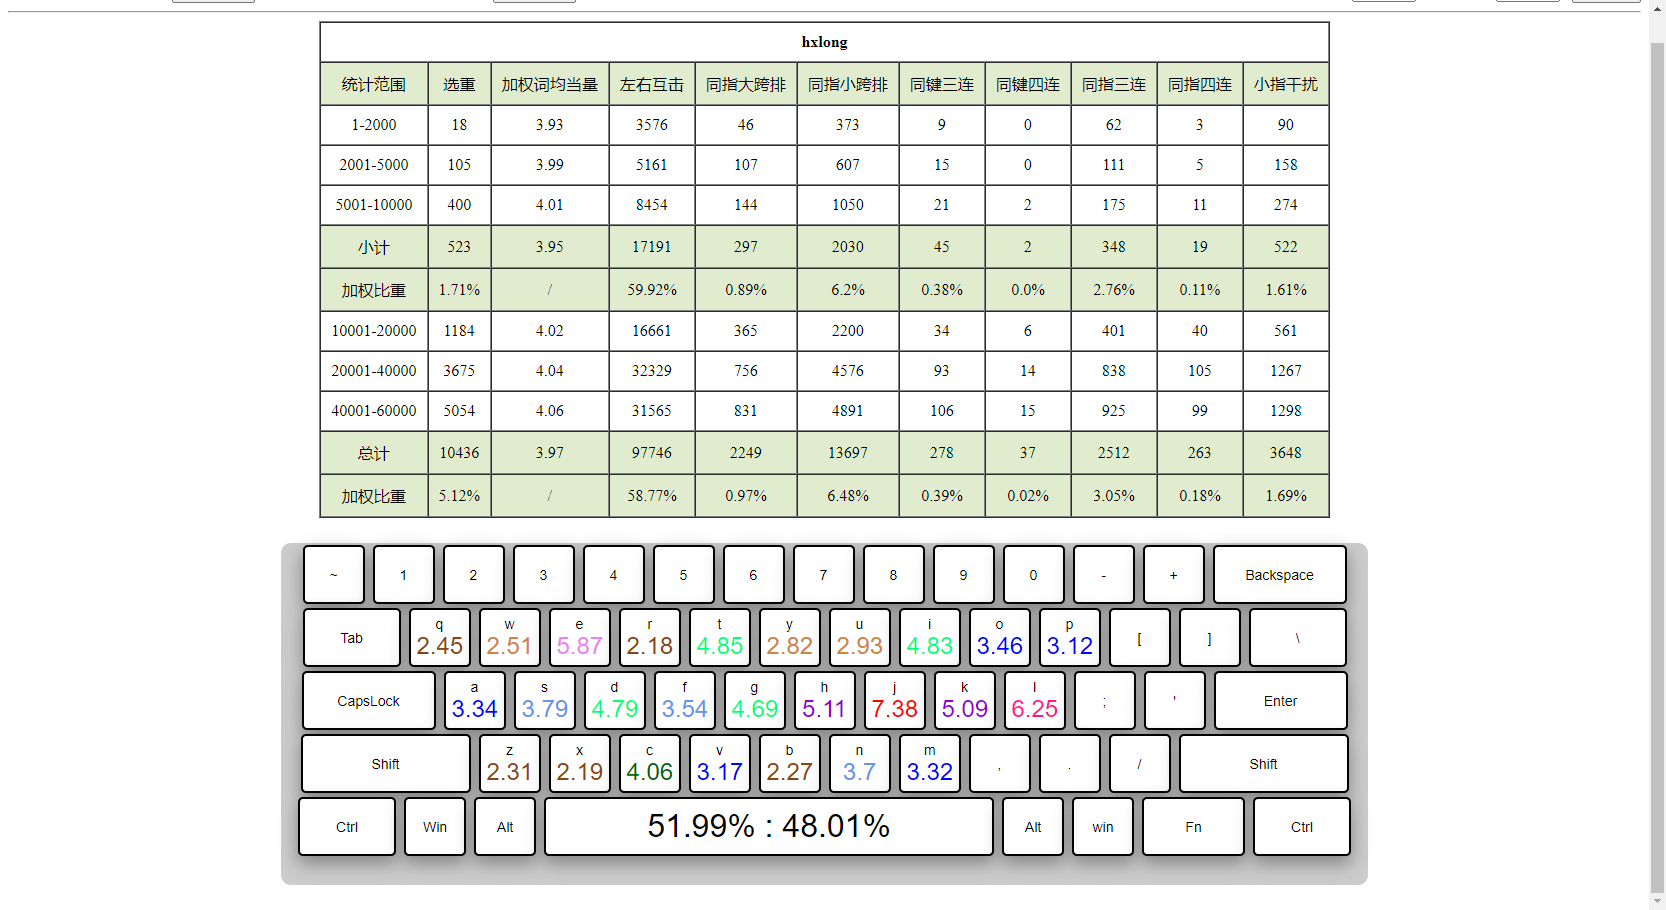 hxlong
统计范围 选重 加权词均当量 左右互击 同指大跨排 同指小跨排 同键三连 同键四连 同指三连 同指四连 小指干扰
1-2000 18 3.93 3576 46 373 9 0 62 3 90
2001-5000 105 3.99 5161 107 607 15 0 111 5 158
5001-10000 400 4.01 8454 144 1050 21 2 175 11 274
小计 523 3.95 17191 297 2030 45 2 348 19 522
加权比重 1.71% / 59.92% 0.89% 6.2% 0.38% 0.0% 2.76% 0.11% 1.61%
10001-20000 1184 4.02 16661 365 2200 34 6 401 40 561
20001-40000 3675 4.04 32329 756 4576 93 14 838 105 1267
40001-60000 5054 4.06 31565 831 4891 106 15 925 99 1298
总计 10436 3.97 97746 2249 13697 278 37 2512 263 3648
加权比重 5.12% / 58.77% 0.97% 6.48% 0.39% 0.02% 3.05% 0.18% 1.69%
~ 1 2 3 4 5 6 7 8 9 0 - + Backspace
q w e r t y u i o p
Tab 2.45 2.51 5.87 2.18 4.85 2.82 2.93 4.83 3.46 3.12 [ ] \
a s d f g h j k l
CapsLock 3.34 3.79 4.79 3.54 4.69 5.11 7.38 5.09 6.25 ; ' Enter
z x c v b n m
Shift 2.31 2.19 4.06 3.17 2.27 3.7 3.32 , . / Shift
Ctrl Win Alt 51.99% : 48.01% Alt win Fn Ctrl